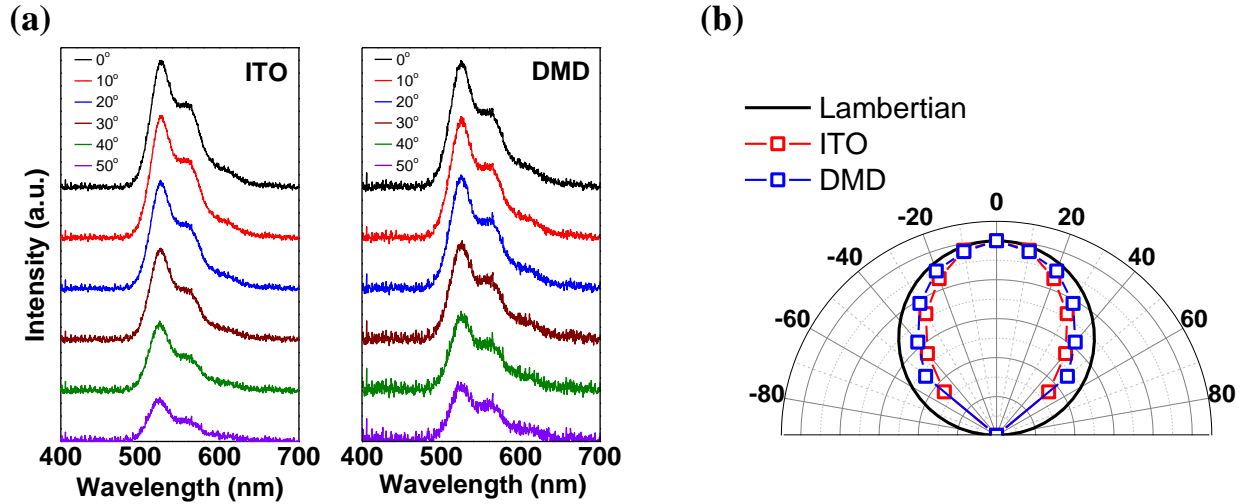 (a)
Intensity (a.u.)
0°
10°
20°
30°
40°
50°
ITO
400 500 600 700
Wavelength (nm)
0°
10°
20°
30°
40°
50°
DMD
400 500 600 700
Wavelength (nm)
(b)
Lambertian
ITO
DMD
-80 -60 -40 -20 0 20 40 60 80